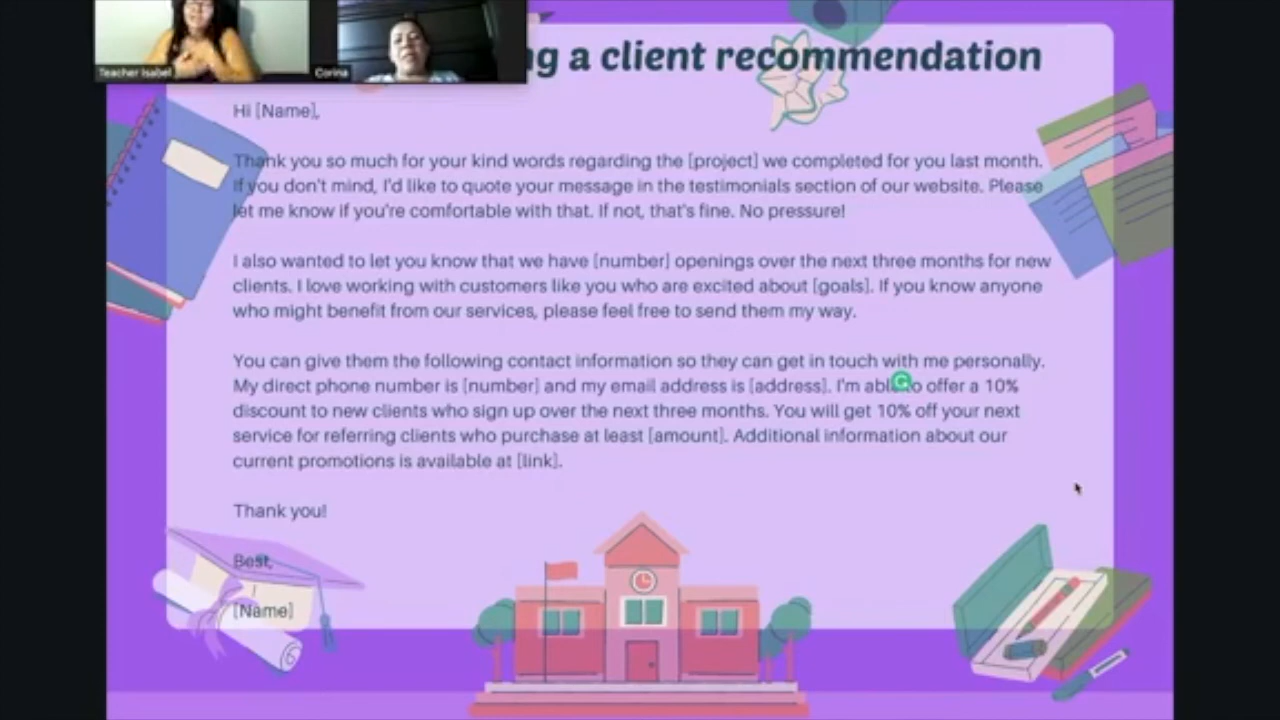 Teacher Isabel
Corina
ng a client recommendation
Hi [Name],
Thank you so much for your kind words regarding the [project] we completed for you last month.
If you don't mind, I'd like to quote your message in the testimonials section of our website. Please
let me know if you're comfortable with that. If not, that's fine. No pressure!
I also wanted to let you know that we have [number] openings over the next three months for new
clients. I love working with customers like you who are excited about [goals]. If you know anyone
who might benefit from our services, please feel free to send them my way.
You can give them the following contact information so they can get in touch with me personally.
My direct phone number is [number] and my email address is [address]. I'm able to offer a 10%
discount to new clients who sign up over the next three months. You will get 10% off your next
service for referring clients who purchase at least [amount]. Additional information about our
current promotions is available at [link].
Thank you!
Best,
[Name]